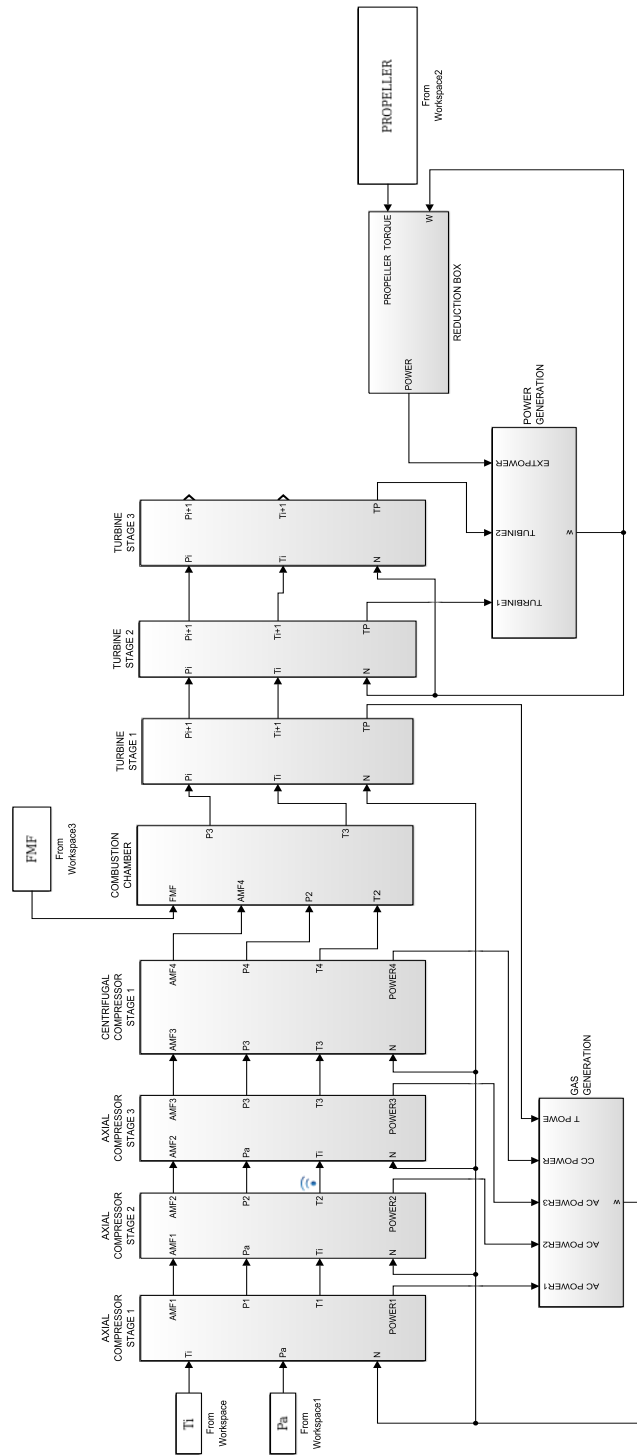 Ti
From
Workspace
Pa
From
Workspace1
AXIAL
COMPRESSOR
STAGE 1
Ti
Pa
N
AMF1
P1
T1
POWER1
AXIAL
COMPRESSOR
STAGE 2
AMF1
Pa
Ti
N
AMF2
P2
T2
POWER2
AXIAL
COMPRESSOR
STAGE 3
AMF2
Pa
Ti
N
AMF3
P3
T3
POWER3
CENTRIFUGAL
COMPRESSOR
STAGE 1
AMF3
P3
T3
N
AMF4
P4
T4
POWER4
FMF
From
Workspace3
COMBUSTION
CHAMBER
FMF
AMF4
P2
T2
P3
T3
TURBINE
STAGE 1
Pi
Ti
N
Pi+1
Ti+1
TP
TURBINE
STAGE 2
Pi
Ti
N
Pi+1
Ti+1
TP
TURBINE
STAGE 3
Pi
Ti
N
Pi+1
Ti+1
TP
GAS
GENERATION
AC POWER1
AC POWER2
AC POWER3
CC POWER
T POWE
w
POWER
GENERATION
TURBINE1
TUBINE2
EXTPOWER
w
REDUCTION BOX
POWER
PROPELLER TORQUE
W
PROPELLER
From
Workspace2